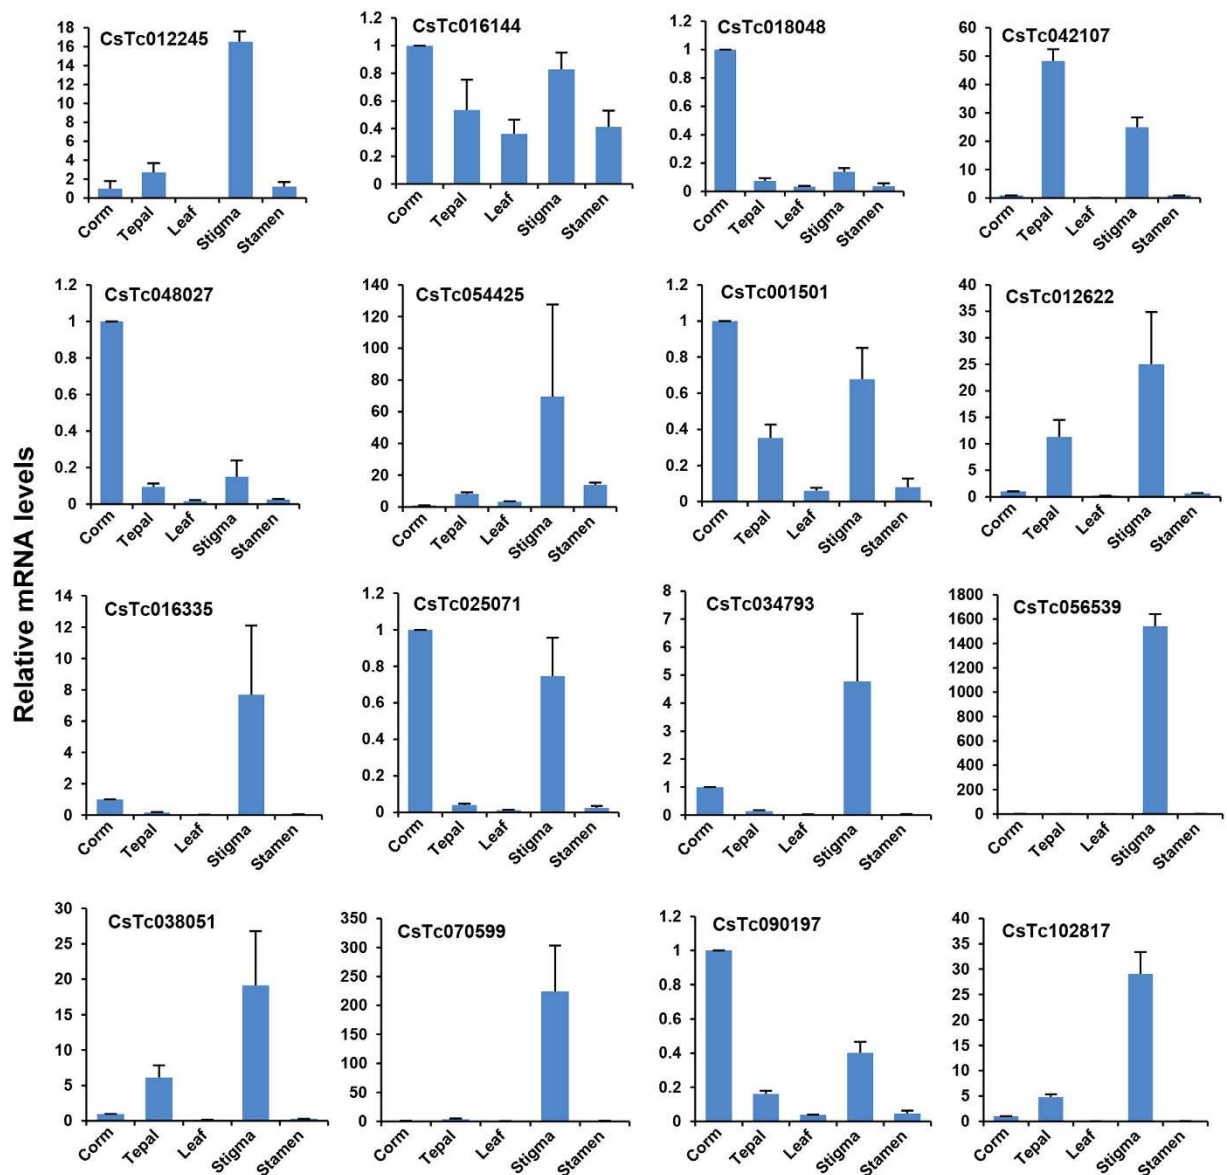 Relative mRNA levels
CsTc012245
18
16
14
12
10
8
6
4
2
0
Corm
Tepal
Leaf
Stigma
Stamen
CsTc016144
1.2
1
0.8
0.6
0.4
0.2
0
Corm
Tepal
Leaf
Stigma
Stamen
CsTc018048
1.2
1
0.8
0.6
0.4
0.2
0
Corm
Tepal
Leaf
Stigma
Stamen
CsTc042107
60
50
40
30
20
10
0
Corm
Tepal
Leaf
Stigma
Stamen
CsTc048027
1.2
1
0.8
0.6
0.4
0.2
0
Corm
Tepal
Leaf
Stigma
Stamen
CsTc054425
140
120
100
80
60
40
20
0
Corm
Tepal
Leaf
Stigma
Stamen
CsTc001501
1.2
1
0.8
0.6
0.4
0.2
0
Corm
Tepal
Leaf
Stigma
Stamen
CsTc012622
40
35
30
25
20
15
10
5
0
Corm
Tepal
Leaf
Stigma
Stamen
CsTc016335
14
12
10
8
6
4
2
0
Corm
Tepal
Leaf
Stigma
Stamen
CsTc025071
1.2
1
0.8
0.6
0.4
0.2
0
Corm
Tepal
Leaf
Stigma
Stamen
CsTc034793
8
7
6
5
4
3
2
1
0
Corm
Tepal
Leaf
Stigma
Stamen
CsTc056539
1800
1600
1400
1200
1000
800
600
400
200
0
Corm
Tepal
Leaf
Stigma
Stamen
CsTc038051
30
25
20
15
10
5
0
Corm
Tepal
Leaf
Stigma
Stamen
CsTc070599
350
300
250
200
150
100
50
0
Corm
Tepal
Leaf
Stigma
Stamen
CsTc090197
1.2
1
0.8
0.6
0.4
0.2
0
Corm
Tepal
Leaf
Stigma
Stamen
CsTc102817
40
35
30
25
20
15
10
5
0
Corm
Tepal
Leaf
Stigma
Stamen